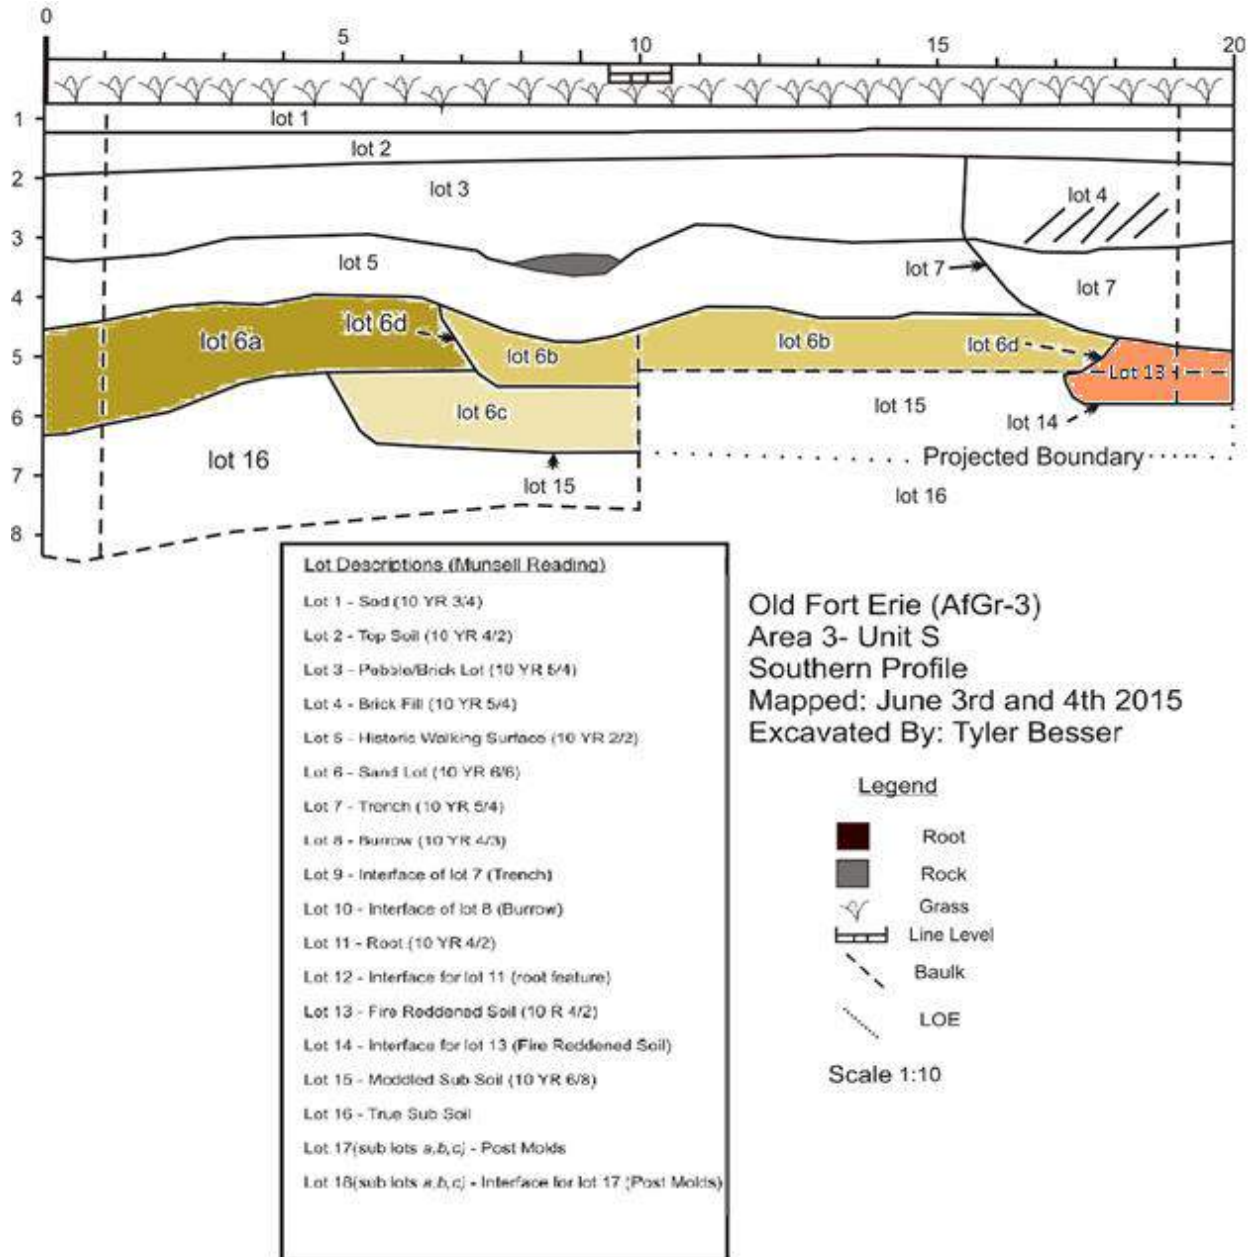 0
5
10
15
20
1
2
3
4
5
6
7
8
lot 1
lot 2
lot 3
lot 4
lot 5
lot 7
lot 7
lot 6a
lot 6d
lot 6b
lot 6b
lot 6d
Lot 13
lot 6c
lot 15
lot 14
lot 16
Projected Boundary
lot 15
lot 16
Lot Descriptions (Munsell Reading)
Lot 1 - Sod (10 YR 3/4)
Lot 2 - Top Soil (10 YR 4/2)
Lot 3 - Pebble/Brick Lot (10 YR 5/4)
Lot 4 - Brick Fill (10 YR 5/4)
Lot 5 - Historic Walking Surface (10 YR 2/2)
Lot 6 - Sand Lot (10 YR 6/6)
Lot 7 - Trench (10 YR 5/4)
Lot 8 - Burrow (10 YR 4/3)
Lot 9 - Interface of lot 7 (Trench)
Lot 10 - Interface of lot 8 (Burrow)
Lot 11 - Root (10 YR 4/2)
Lot 12 - Interface for lot 11 (root feature)
Lot 13 - Fire Reddened Soil (10 R 4/2)
Lot 14 - Interface for lot 13 (Fire Reddened Soil)
Lot 15 - Moddled Sub Soil (10 YR 6/8)
Lot 16 - True Sub Soil
Lot 17(sub lots a,b,c) - Post Molds
Lot 18(sub lots a,b,c) - Interface for lot 17 (Post Molds)
Old Fort Erie (AfGr-3)
Area 3- Unit S
Southern Profile
Mapped: June 3rd and 4th 2015
Excavated By: Tyler Besser
Legend
Root
Rock
Grass
Line Level
Baulk
LOE
Scale 1:10